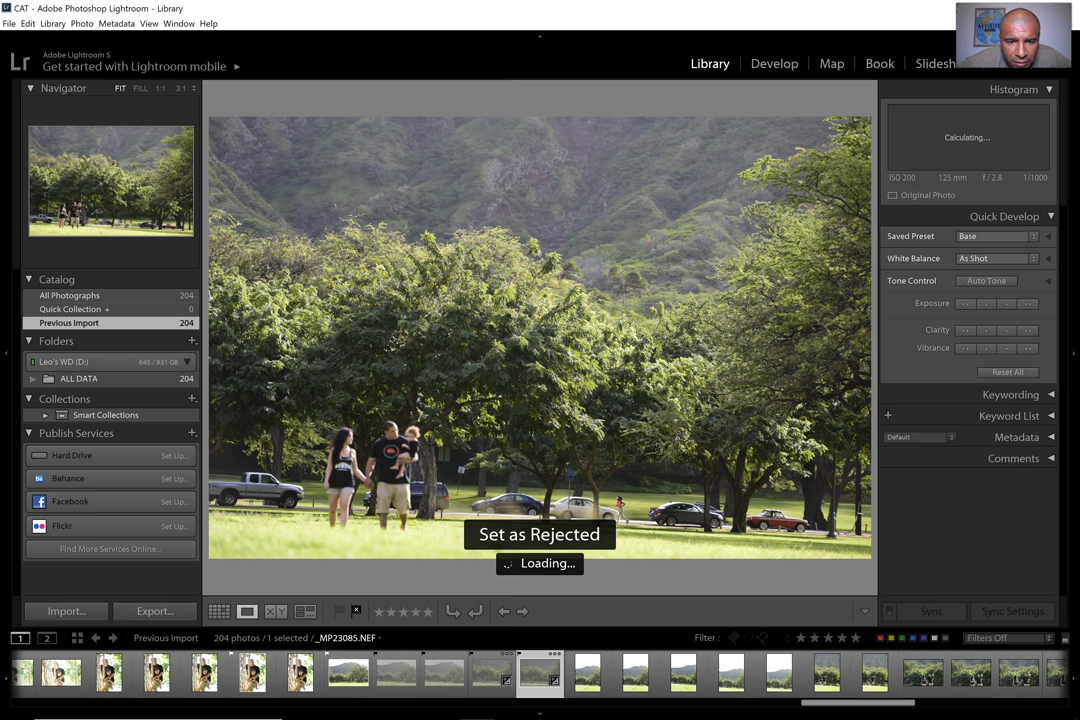 CAT - Adobe Photoshop Lightroom - Library
File Edit Library Photo Metadata View Window Help
Lr
Adobe Lightroom 5
Get started with Lightroom mobile
Library
Develop
Map
Book
Slidesh
Navigator
FIT FILL 1:1 3:1
Histogram
Calculating...
ISO 200 125 mm f / 2.8 1/1000
Original Photo
Quick Develop
Saved Preset Base
White Balance As Shot
Tone Control Auto Tone
Exposure
Clarity
Vibrance
Reset All
Keywording
Keyword List
Default Metadata
Comments
Catalog
All Photographs 204
Quick Collection + 0
Previous Import 204
Folders
Leo's WD (D:) 645 / 931 GB
ALL DATA 204
Collections
Smart Collections
Publish Services
Hard Drive Set Up...
Bē Behance Set Up...
f Facebook Set Up...
Flickr Set Up...
Find More Services Online...
Set as Rejected
Loading...
Import... Export...
XY
Sync Sync Settings
1 2 Previous Import 204 photos / 1 selected / _MP23085.NEF
Filter : Filters Off